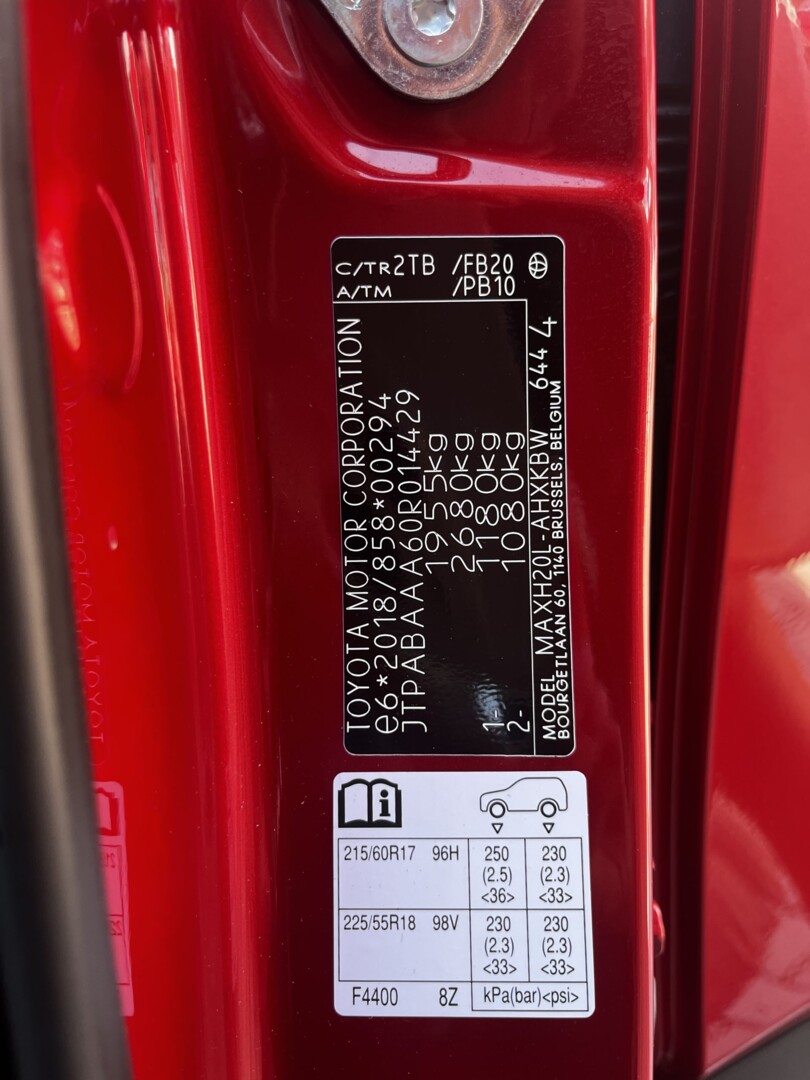 C/TR 2TB /FB20
A/TM /PB10
TOYOTA MOTOR CORPORATION
e6*2018/858*00294
JTPABAAA60R014429
1955kg
2680kg
1- 1180kg
2- 1080kg
MODEL MAXH20L-AHXKBW 644 4
BOURGETLAAN 60, 1140 BRUSSELS, BELGIUM
215/60R17 96H 250 (2.5) <36> 230 (2.3) <33>
225/55R18 98V 230 (2.3) <33> 230 (2.3) <33>
F4400 8Z kPa(bar)<psi>